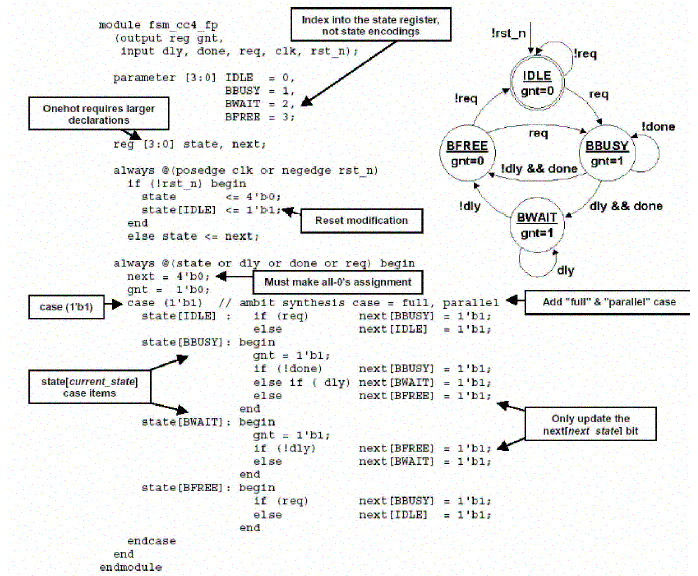 module fsm_cc4_fp
(output reg gnt,
input dly, done, req, clk, rst_n);
parameter [3:0] IDLE = 0,
BBUSY = 1,
BWAIT = 2,
BFREE = 3;
reg [3:0] state, next;
always @(posedge clk or negedge rst_n)
if (!rst_n) begin
state <= 4'b0;
state[IDLE] <= 1'b1;
end
else state <= next;
always @(state or dly or done or req) begin
next = 4'b0;
gnt = 1'b0;
case (1'b1) // ambit synthesis case = full, parallel
state[IDLE] : if (req) next[BBUSY] = 1'b1;
else next[IDLE] = 1'b1;
state[BBUSY]: begin
gnt = 1'b1;
if (!done) next[BBUSY] = 1'b1;
else if ( dly) next[BWAIT] = 1'b1;
else next[BFREE] = 1'b1;
end
state[BWAIT]: begin
gnt = 1'b1;
if (!dly) next[BFREE] = 1'b1;
else next[BWAIT] = 1'b1;
end
state[BFREE]: begin
if (req) next[BBUSY] = 1'b1;
else next[IDLE] = 1'b1;
end
endcase
end
endmodule
Index into the state register,
not state encodings
Onehot requires larger
declarations
Reset modification
Must make all-0's assignment
case (1'b1)
Add "full" & "parallel" case
state[current_state]
case items
Only update the
next[next state] bit
!rst_n
!req
IDLE
gnt=0
!req
req
req
!done
BFREE
gnt=0
BBUSY
gnt=1
!dly && done
!dly
dly && done
BWAIT
gnt=1
dly